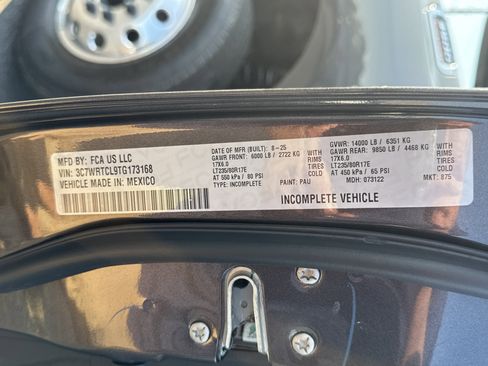 MFD BY: FCA US LLC
VIN: 3C7WRTCL9TG173168
VEHICLE MADE IN: MEXICO
DATE OF MFR (BUILT): 8-25
GAWR FRONT: 6000 LB / 2722 KG WITH
17X6.0 RIMS
LT235/80R17E TIRES
AT 550 kPa / 80 PSI COLD
TYPE: INCOMPLETE PAINT: PAU
GVWR: 14000 LB / 6351 KG
GAWR REAR: 9850 LB / 4468 KG WITH
17X6.0 RIMS
LT235/80R17E TIRES
AT 450 kPa / 65 PSI COLD
MDH: 073122 MKT: 875
INCOMPLETE VEHICLE